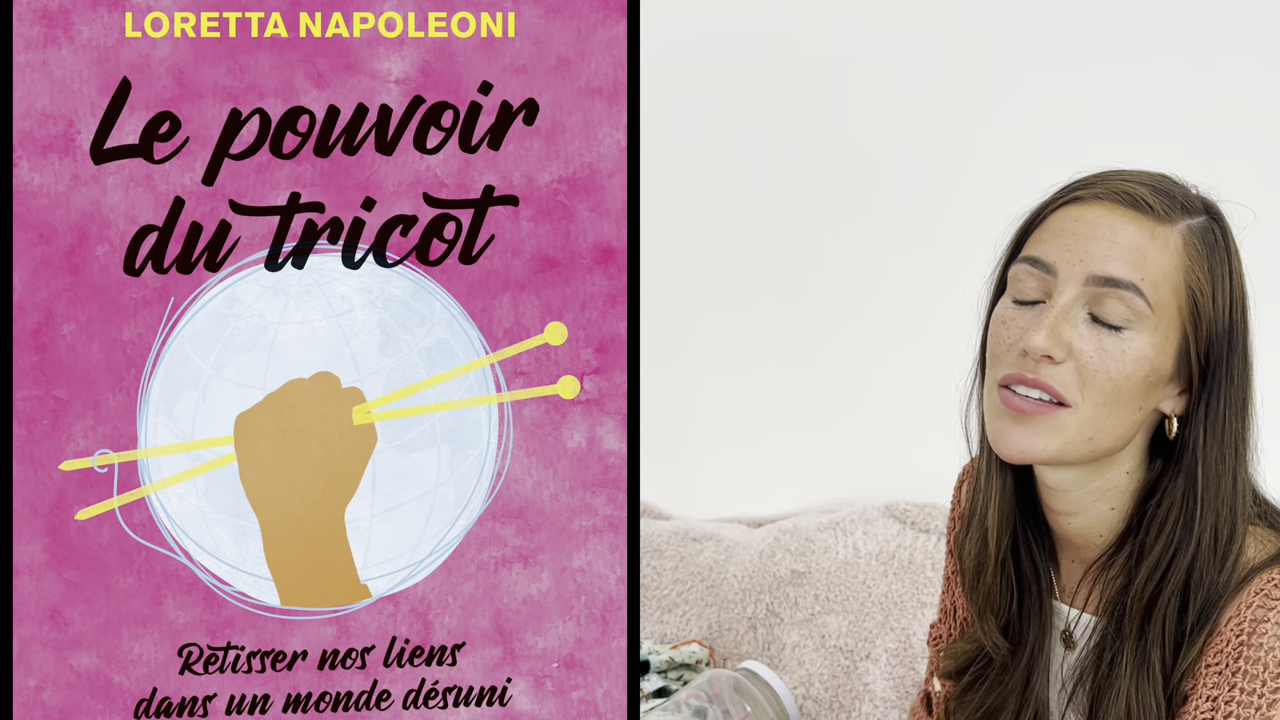 LORETTA NAPOLEONI
Le pouvoir
du tricot
Retisser nos liens
dans un monde désuni